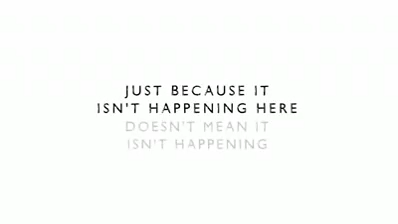 JUST BECAUSE IT
ISN'T HAPPENING HERE
DOESN'T MEAN IT
ISN'T HAPPENING